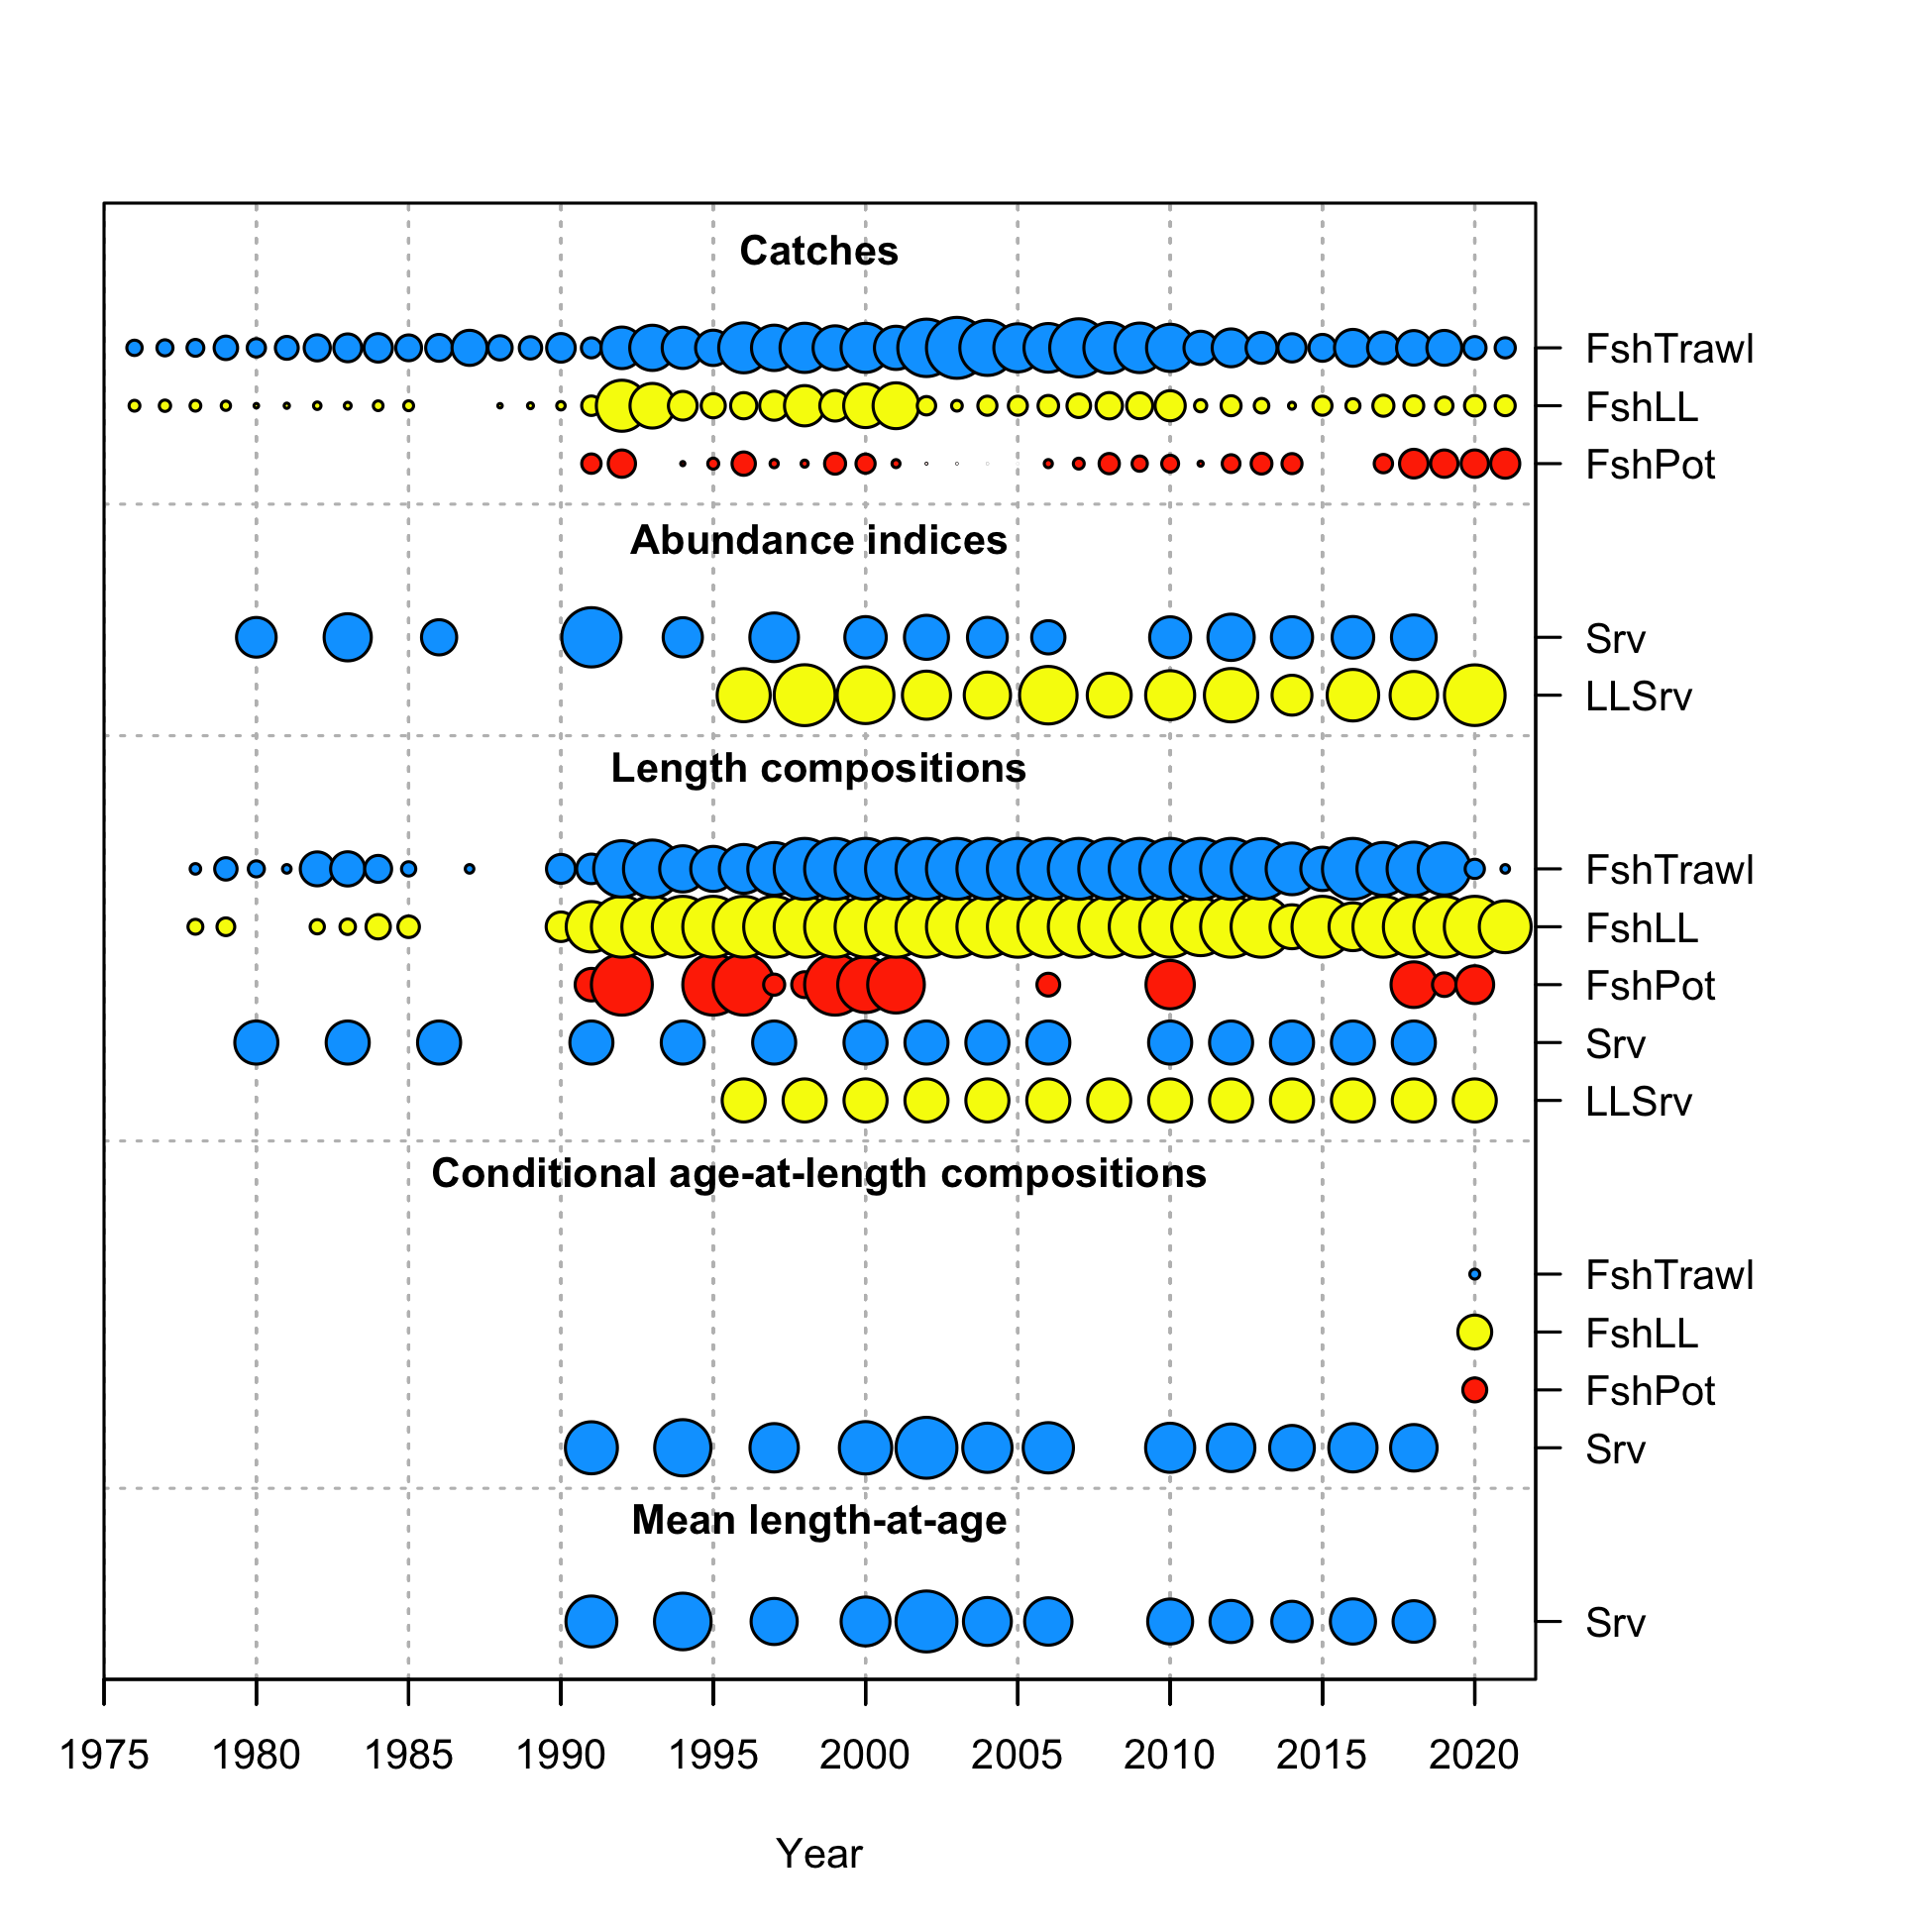 Catches
FshTrawl
FshLL
FshPot
Abundance indices
Srv
LLSrv
Length compositions
FshTrawl
FshLL
FshPot
Srv
LLSrv
Conditional age-at-length compositions
FshTrawl
FshLL
FshPot
Srv
Mean length-at-age
Srv
1975 1980 1985 1990 1995 2000 2005 2010 2015 2020
Year